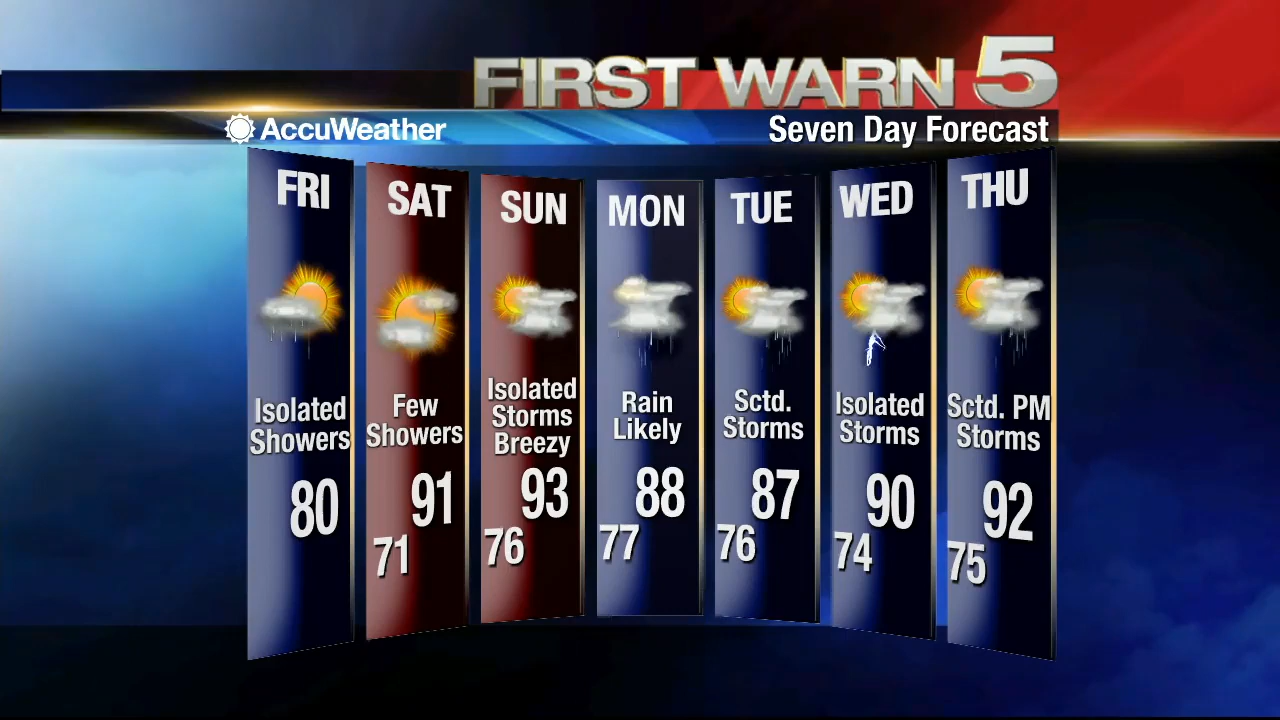 FIRST WARN 5
AccuWeather
Seven Day Forecast
FRI
Isolated
Showers
80
SAT
Few
Showers
91
71
SUN
Isolated
Storms
Breezy
93
76
MON
Rain
Likely
88
77
TUE
Sctd.
Storms
87
76
WED
Isolated
Storms
90
74
THU
Sctd. PM
Storms
92
75